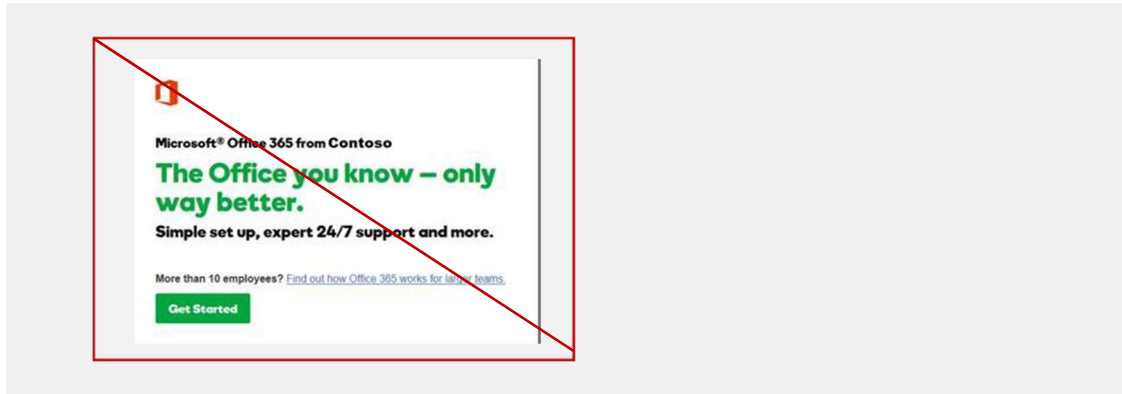 Microsoft® Office 365 from Contoso
The Office you know – only
way better.
Simple set up, expert 24/7 support and more.
More than 10 employees? Find out how Office 365 works for larger teams.
Get Started